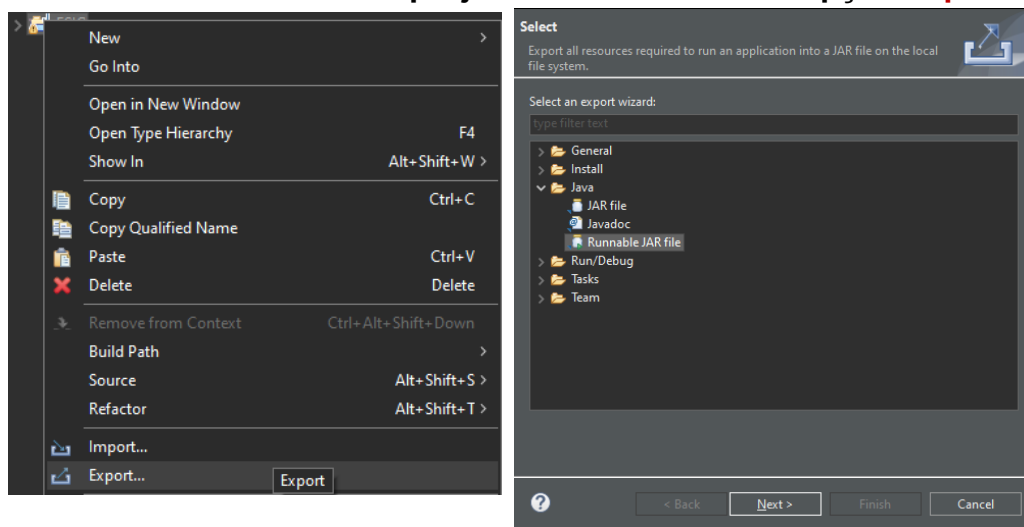 New
Go Into
Open in New Window
Open Type Hierarchy F4
Show In Alt+Shift+W >
Copy Ctrl+C
Copy Qualified Name
Paste Ctrl+V
Delete Delete
Remove from Context Ctrl+Alt+Shift+Down
Build Path
Source Alt+Shift+S >
Refactor Alt+Shift+T >
Import...
Export...
Export
Select
Export all resources required to run an application into a JAR file on the local
file system.
Select an export wizard:
type filter text
General
Install
Java
JAR file
Javadoc
Runnable JAR file
Run/Debug
Tasks
Team
?
< Back Next > Finish Cancel